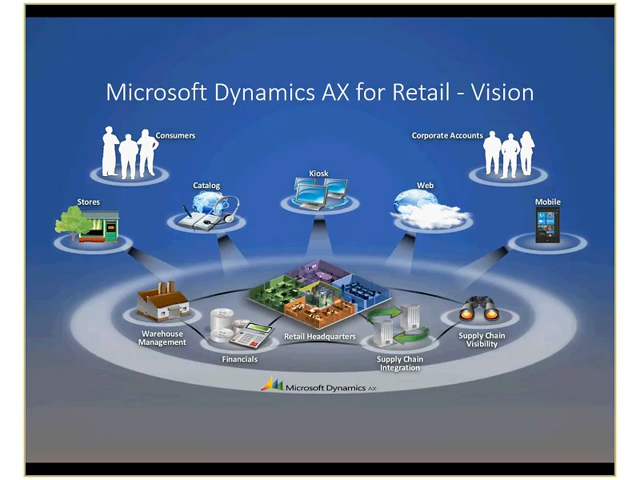 Microsoft Dynamics AX for Retail - Vision
Consumers
Corporate Accounts
Kiosk
Catalog
Web
Stores
Mobile
Warehouse
Management
Financials
Retail Headquarters
Supply Chain
Integration
Supply Chain
Visibility
Microsoft Dynamics AX